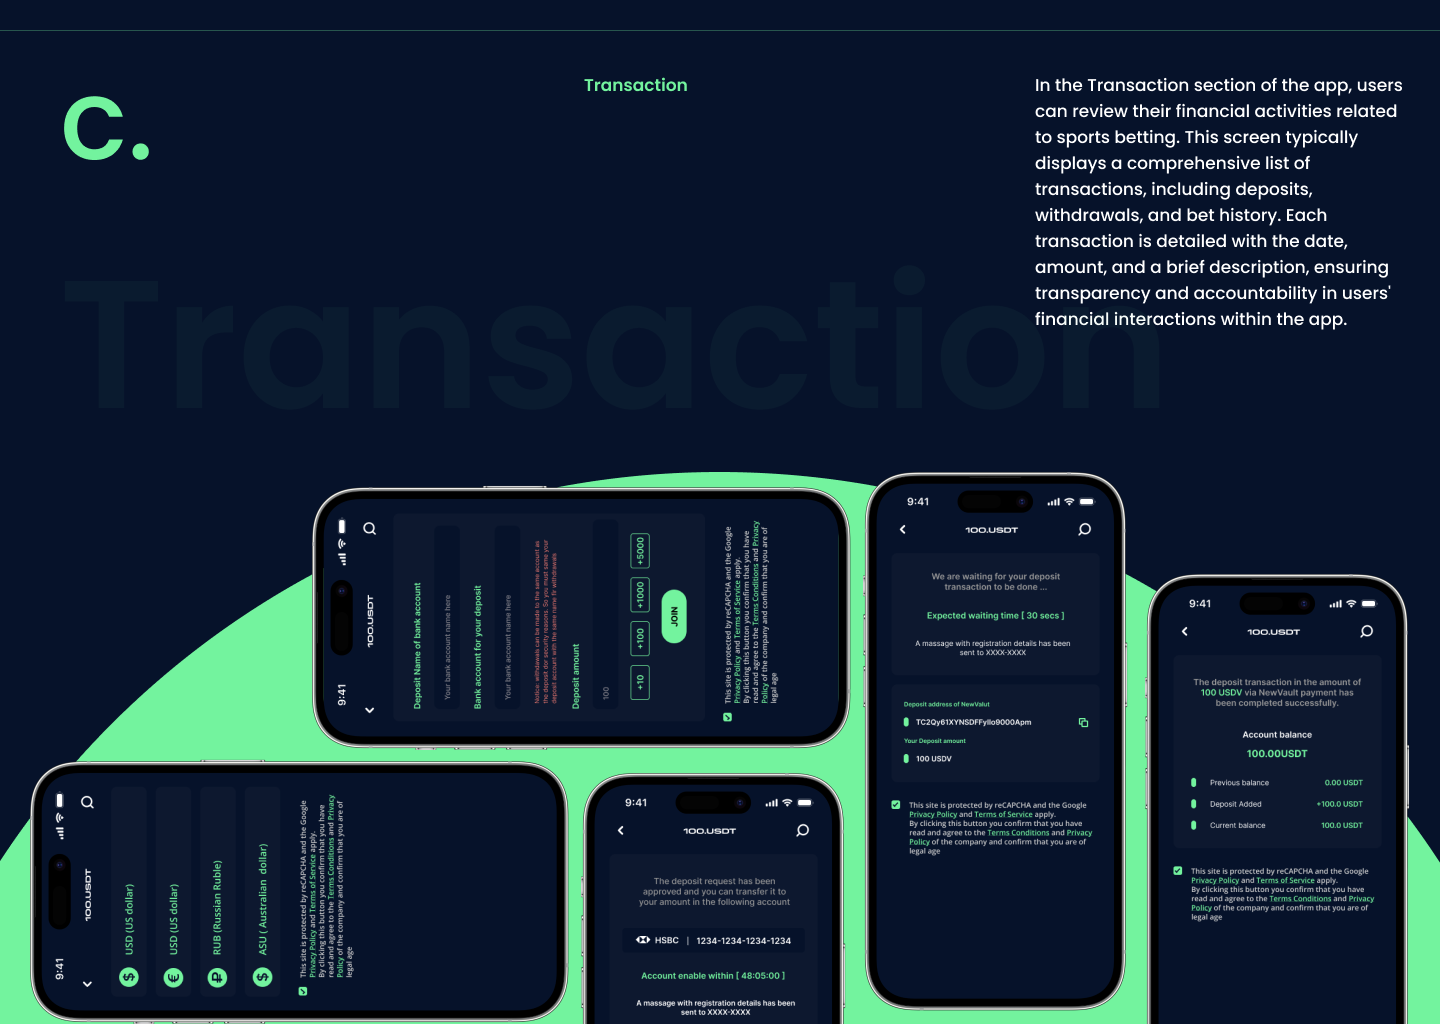 C.
Transaction
In the Transaction section of the app, users
can review their financial activities related
to sports betting. This screen typically
displays a comprehensive list of
transactions, including deposits,
withdrawals, and bet history. Each
transaction is detailed with the date,
amount, and a brief description, ensuring
transparency and accountability in users'
financial interactions within the app.
Transaction
9:41
100.USDT
Deposit Name of bank account
Your bank account name here
Bank account for your deposit
Your bank account name here
Notice: withdrawals can be made to the same account as
the deposit dor security reasons. So you must same your
deposit account with the same name fir withdrawals
Deposit amount
100
+10
+100
+1000
+5000
JOIN
This site is protected by reCAPCHA and the Google
Privacy Policy and Terms of Service apply.
By clicking this button you confirm that you have
read and agree to the Terms Conditions and Privacy
Policy of the company and confirm that you are of
legal age
9:41
100.USDT
We are waiting for your deposit
transaction to be done ...
Expected waiting time [ 30 secs ]
A massage with registration details has been
sent to XXXX-XXXX
Deposit address of NewValut
TC2Qy61XYNSDFFyllo9000Apm
Your Deposit amount
100 USDV
This site is protected by reCAPCHA and the Google
Privacy Policy and Terms of Service apply.
By clicking this button you confirm that you have
read and agree to the Terms Conditions and Privacy
Policy of the company and confirm that you are of
legal age
9:41
100.USDT
The deposit transaction in the amount of
100 USDV via NewVault payment has
been completed successfully.
Account balance
100.00USDT
Previous balance 0.00 USDT
Deposit Added +100.0 USDT
Current balance 100.0 USDT
This site is protected by reCAPCHA and the Google
Privacy Policy and Terms of Service apply.
By clicking this button you confirm that you have
read and agree to the Terms Conditions and Privacy
Policy of the company and confirm that you are of
legal age
9:41
100.USDT
$ USD (US dollar)
€ USD (US dollar)
₽ RUB (Russian Ruble)
$ ASU ( Australian dollar)
This site is protected by reCAPCHA and the Google
Privacy Policy and Terms of Service apply.
By clicking this button you confirm that you have
read and agree to the Terms Conditions and Privacy
Policy of the company and confirm that you are of
legal age
9:41
100.USDT
The deposit request has been
approved and you can transfer it to
your amount in the following account
HSBC | 1234-1234-1234-1234
Account enable within [ 48:05:00 ]
A massage with registration details has been
sent to XXXX-XXXX